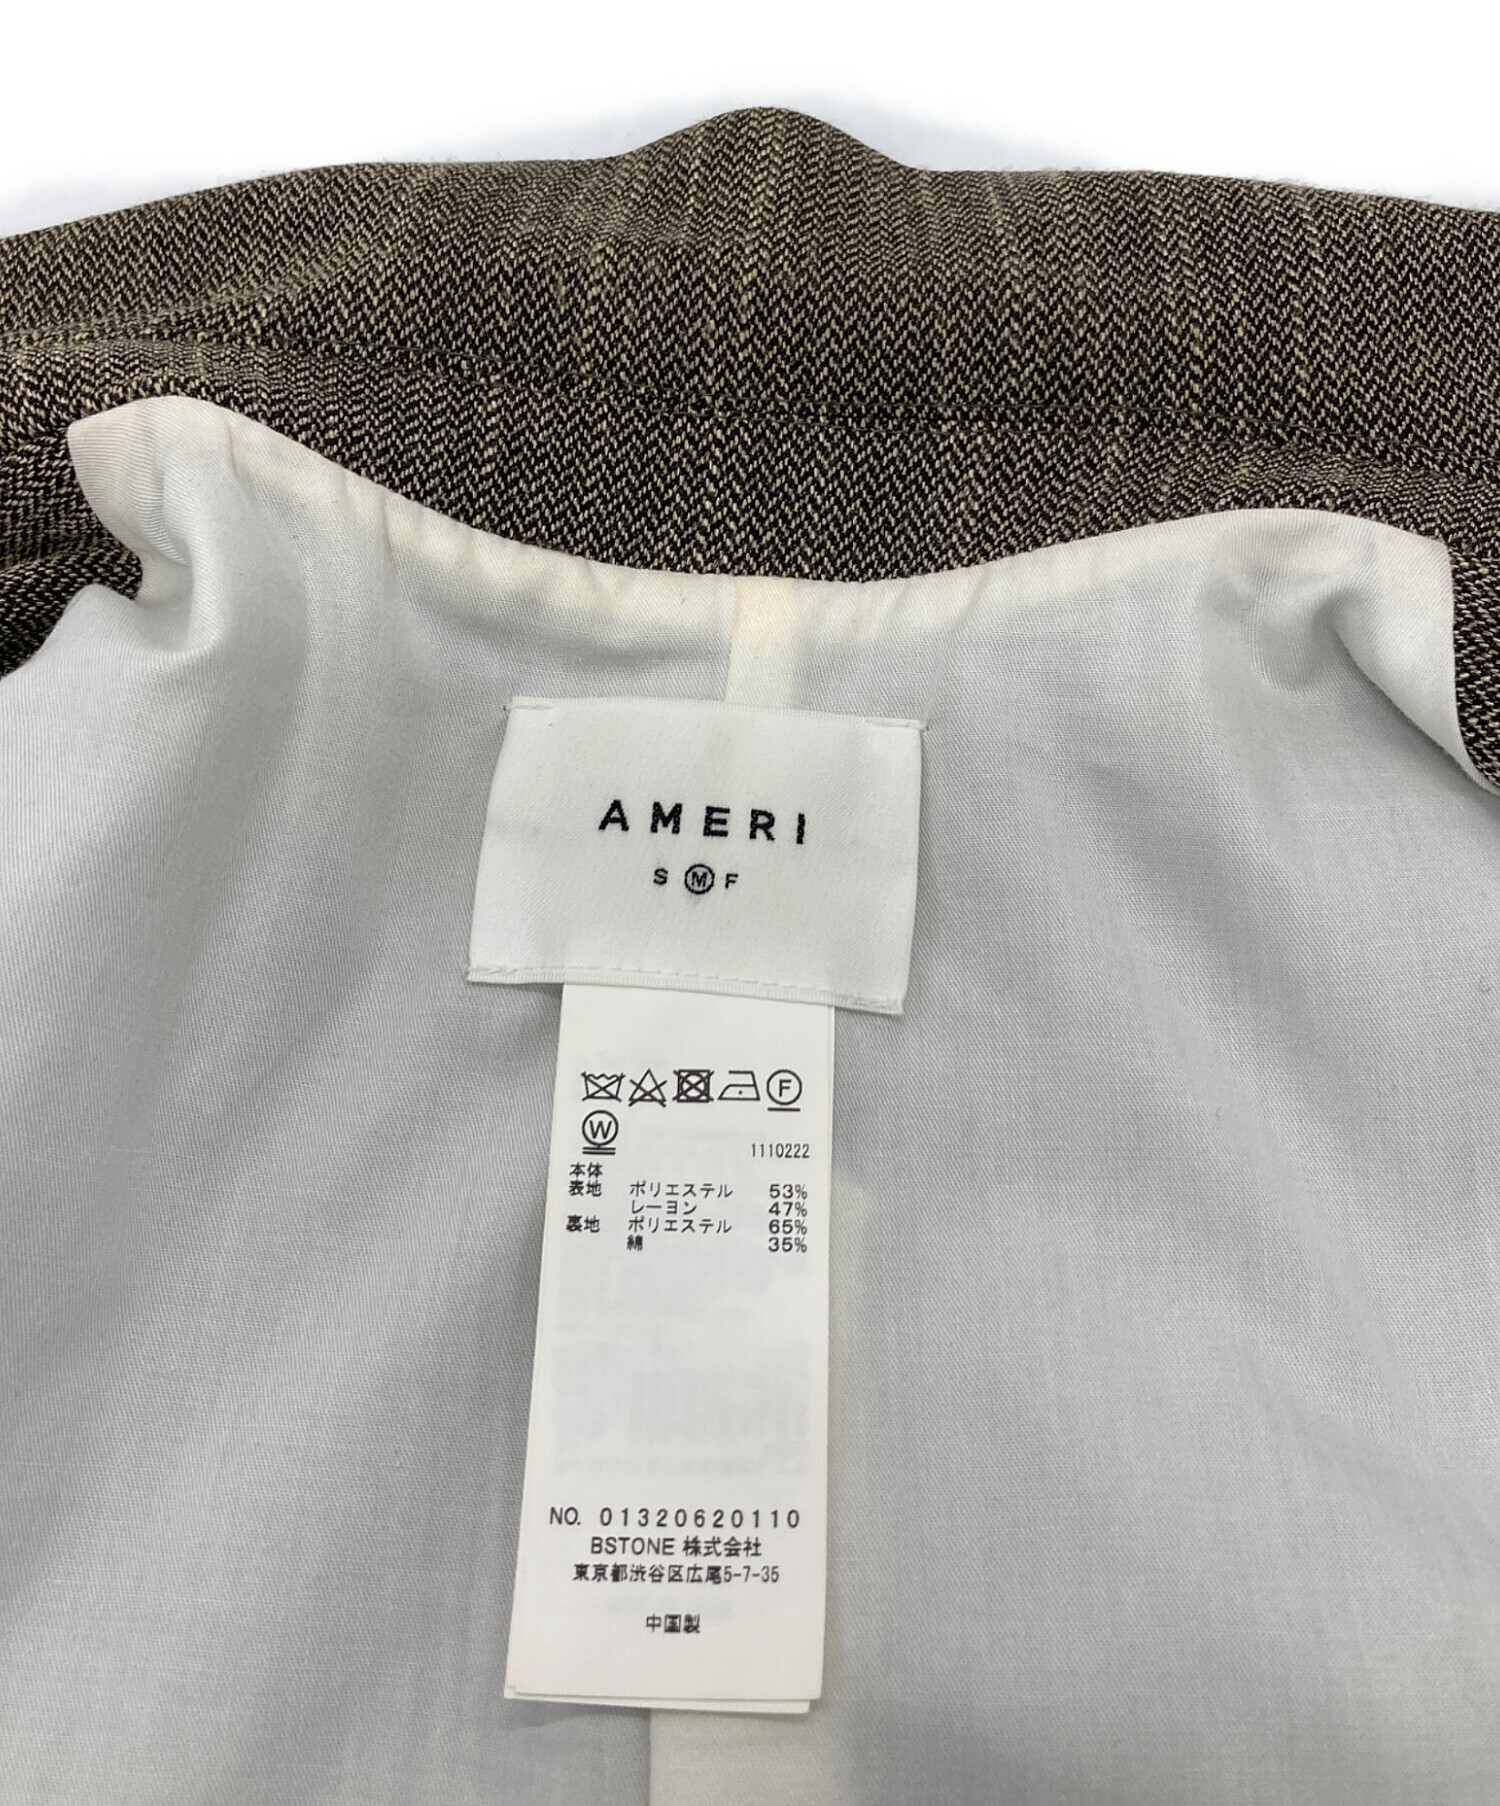 AMERI
S M F
F
W
1110222
本体
表地 ポリエステル 53%
レーヨン 47%
裏地 ポリエステル 65%
綿 35%
NO. 01320620110
BSTONE 株式会社
東京都渋谷区広尾5-7-35
中国製